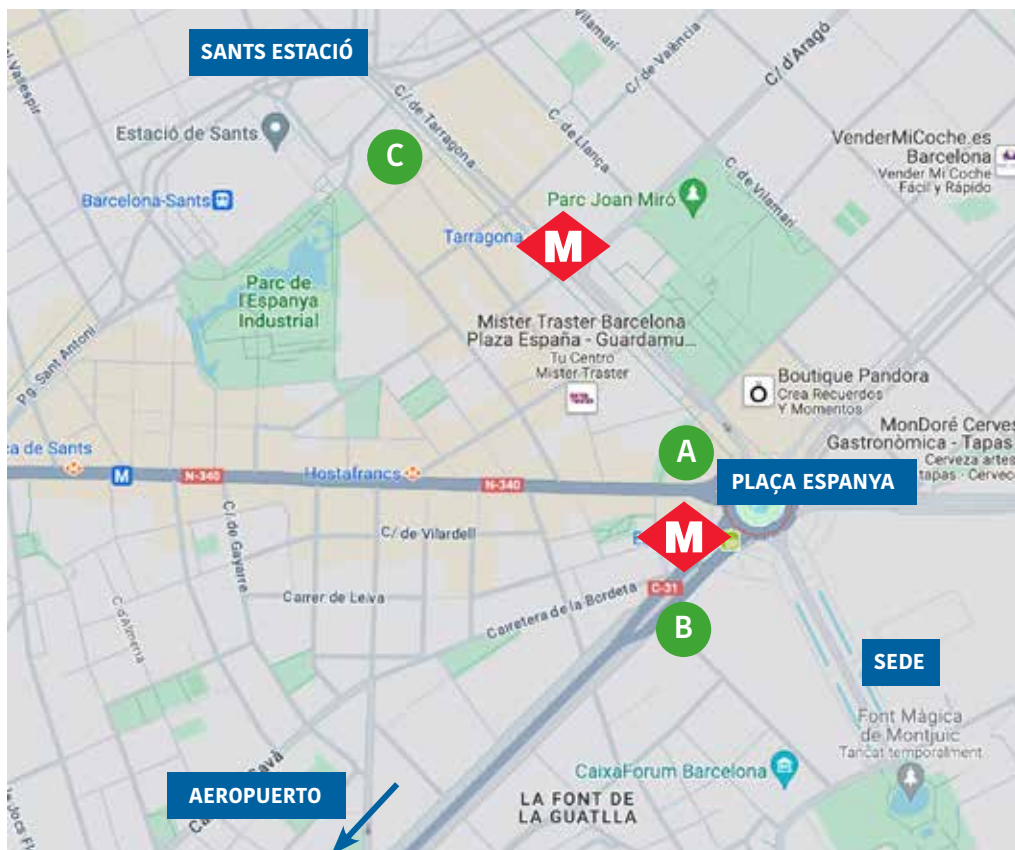 SANTS ESTACIÓ
Vilamarí
C/ de València
C/ d'Aragó
Estació de Sants
C/ de Tarragona
C. de Llança
C
VenderMiCoche.es
Barcelona
Vender Mi Coche
Fácil y Rápido
C. de Vilamarí
Barcelona-Sants
Parc Joan Miró
Tarragona
M
Parc de
l'Espanya
Industrial
Mister Traster Barcelona
Plaza España - Guardamu...
Tu Centro
Mister Traster
Pg. Sant Antoni
Boutique Pandora
Crea Recuerdos
Y Momentos
MonDoré Cerves
Gastronòmica - Tapas
Cerveza artes
tapas · Cervec
ca de Sants
A
M
N-340
Hostafrancs
N-340
PLAÇA ESPANYA
C/ de Gayarre
C/ de Vilardell
M
C-31
Carrer de Leiva
Carretera de la Bordeta
B
C. d'Almeria
SEDE
Font Màgica
de Montjuïc
Tancat temporalment
CaixaForum Barcelona
AEROPUERTO
LA FONT DE
LA GUATLLA